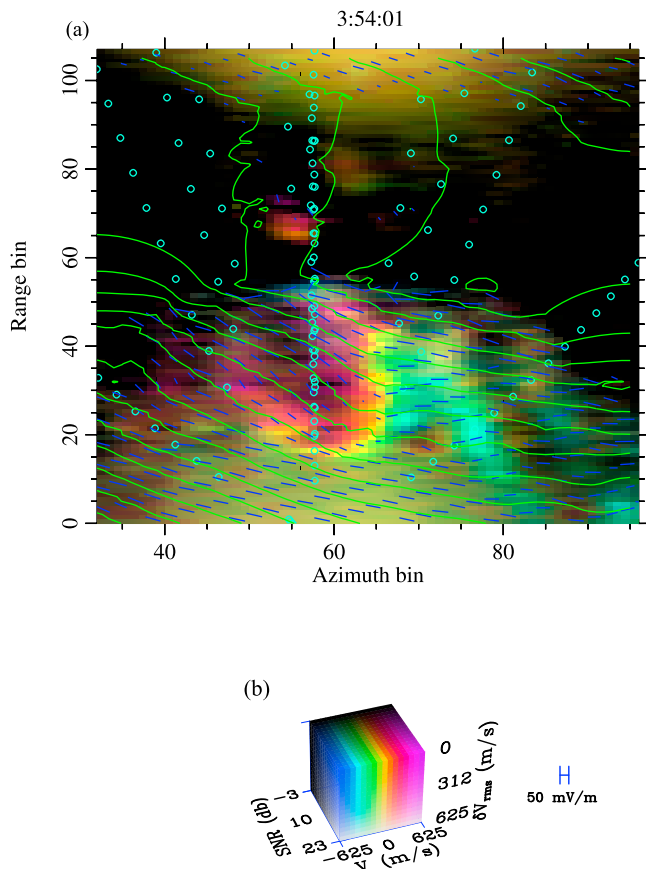 3:54:01
(a)
100
80
60
40
20
0
Range bin
40 60 80
Azimuth bin
(b)
0
312
625
δVrms (m/s)
-3
10
23
SNR (db)
-625 0 625
V (m/s)
50 mV/m